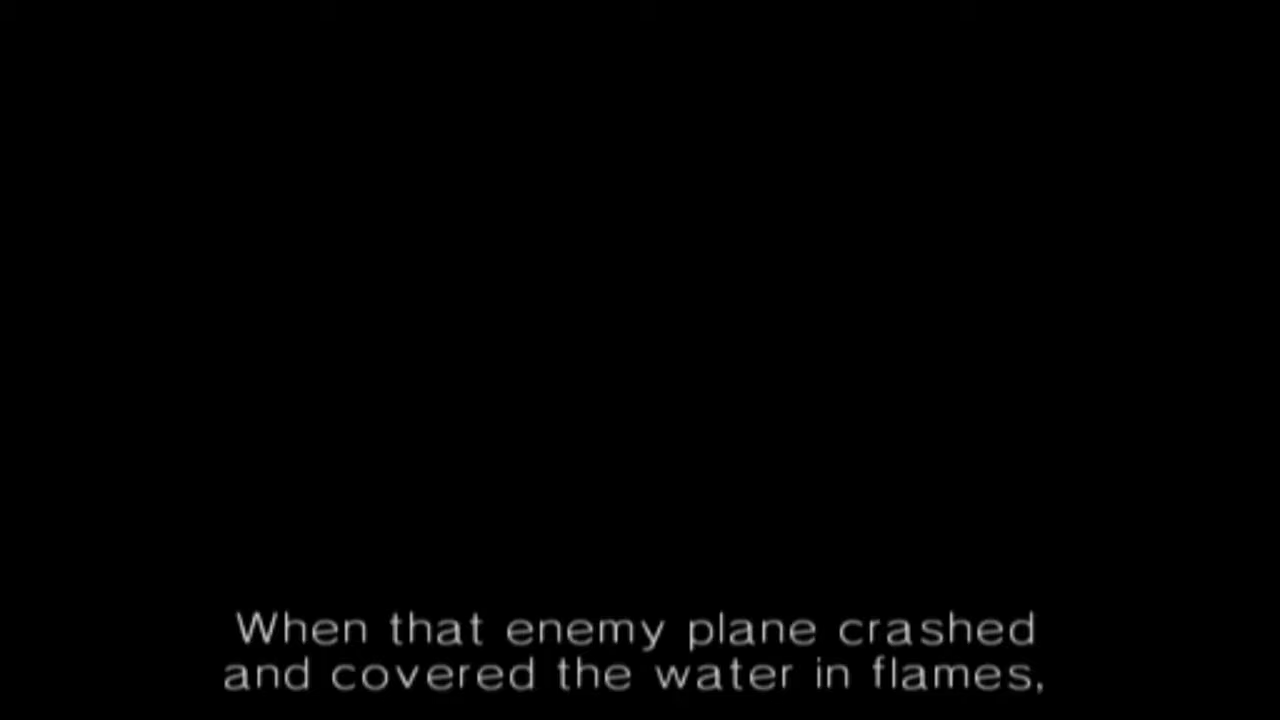 When that enemy plane crashed
and covered the water in flames,